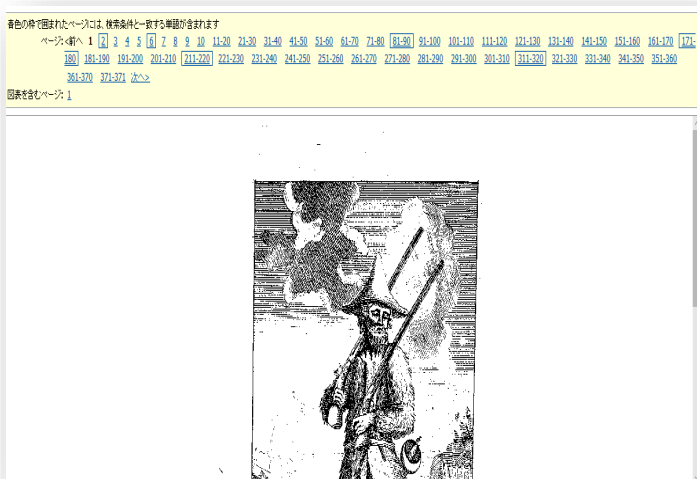 青色の枠で囲まれたページには、検索条件と一致する単語が含まれます
ページ: <前へ 1 2 3 4 5 6 7 8 9 10 11-20 21-30 31-40 41-50 51-60 61-70 71-80 81-90 91-100 101-110 111-120 121-130 131-140 141-150 151-160 161-170 171-
180 181-190 191-200 201-210 211-220 221-230 231-240 241-250 251-260 261-270 271-280 281-290 291-300 301-310 311-320 321-330 331-340 341-350 351-360
361-370 371-371 次へ>
図表を含むページ: 1